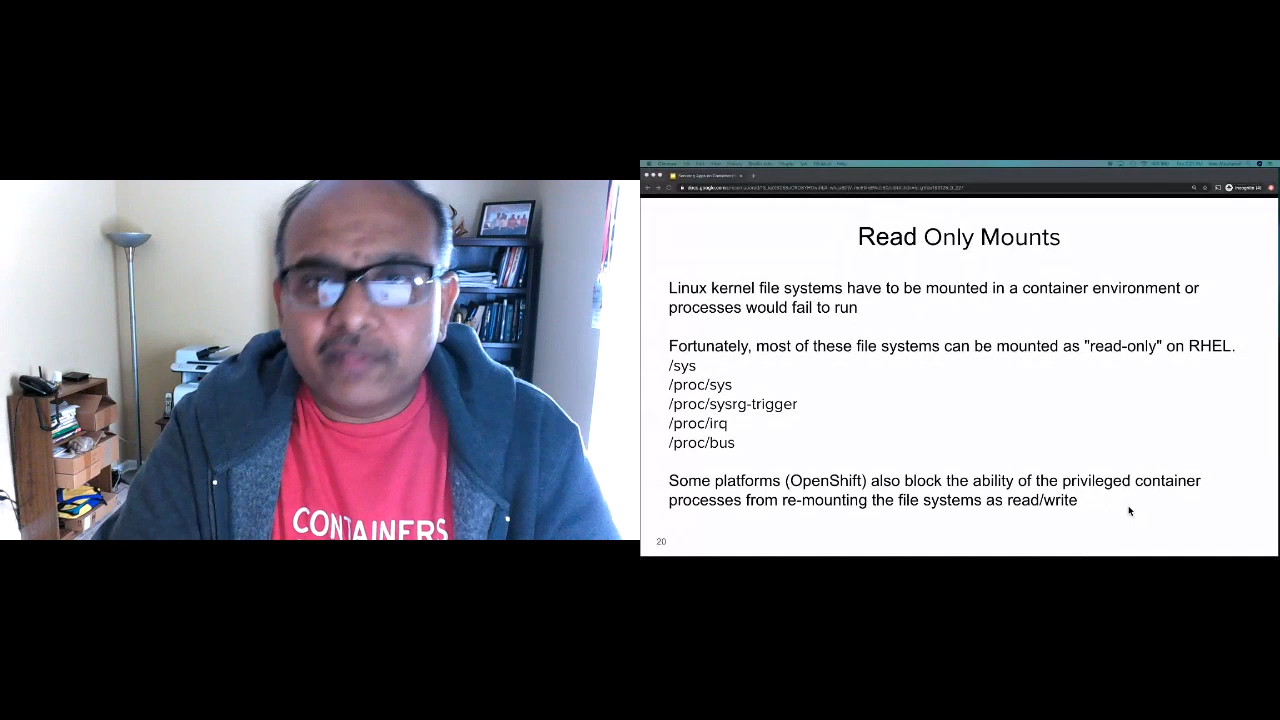 CONTAINERS
Incognito (4)
Read Only Mounts
Linux kernel file systems have to be mounted in a container environment or
processes would fail to run
Fortunately, most of these file systems can be mounted as "read-only" on RHEL.
/sys
/proc/sys
/proc/sysrg-trigger
/proc/irq
/proc/bus
Some platforms (OpenShift) also block the ability of the privileged container
processes from re-mounting the file systems as read/write
20